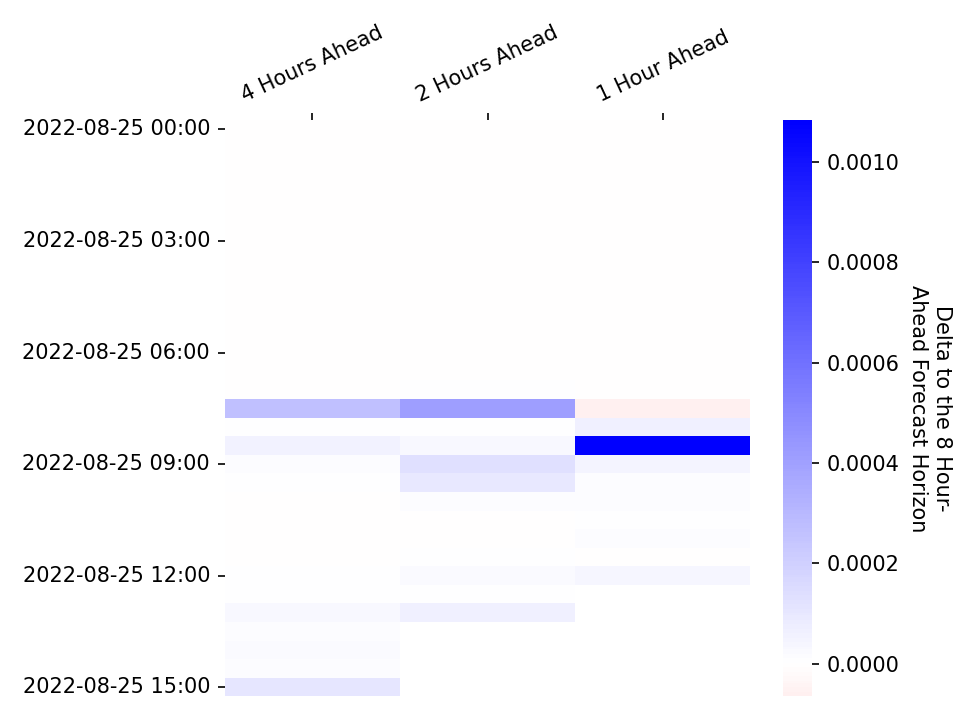 4 Hours Ahead
2 Hours Ahead
1 Hour Ahead
2022-08-25 00:00
2022-08-25 03:00
2022-08-25 06:00
2022-08-25 09:00
2022-08-25 12:00
2022-08-25 15:00
0.0010
0.0008
0.0006
0.0004
0.0002
0.0000
Delta to the 8 Hour-
Ahead Forecast Horizon